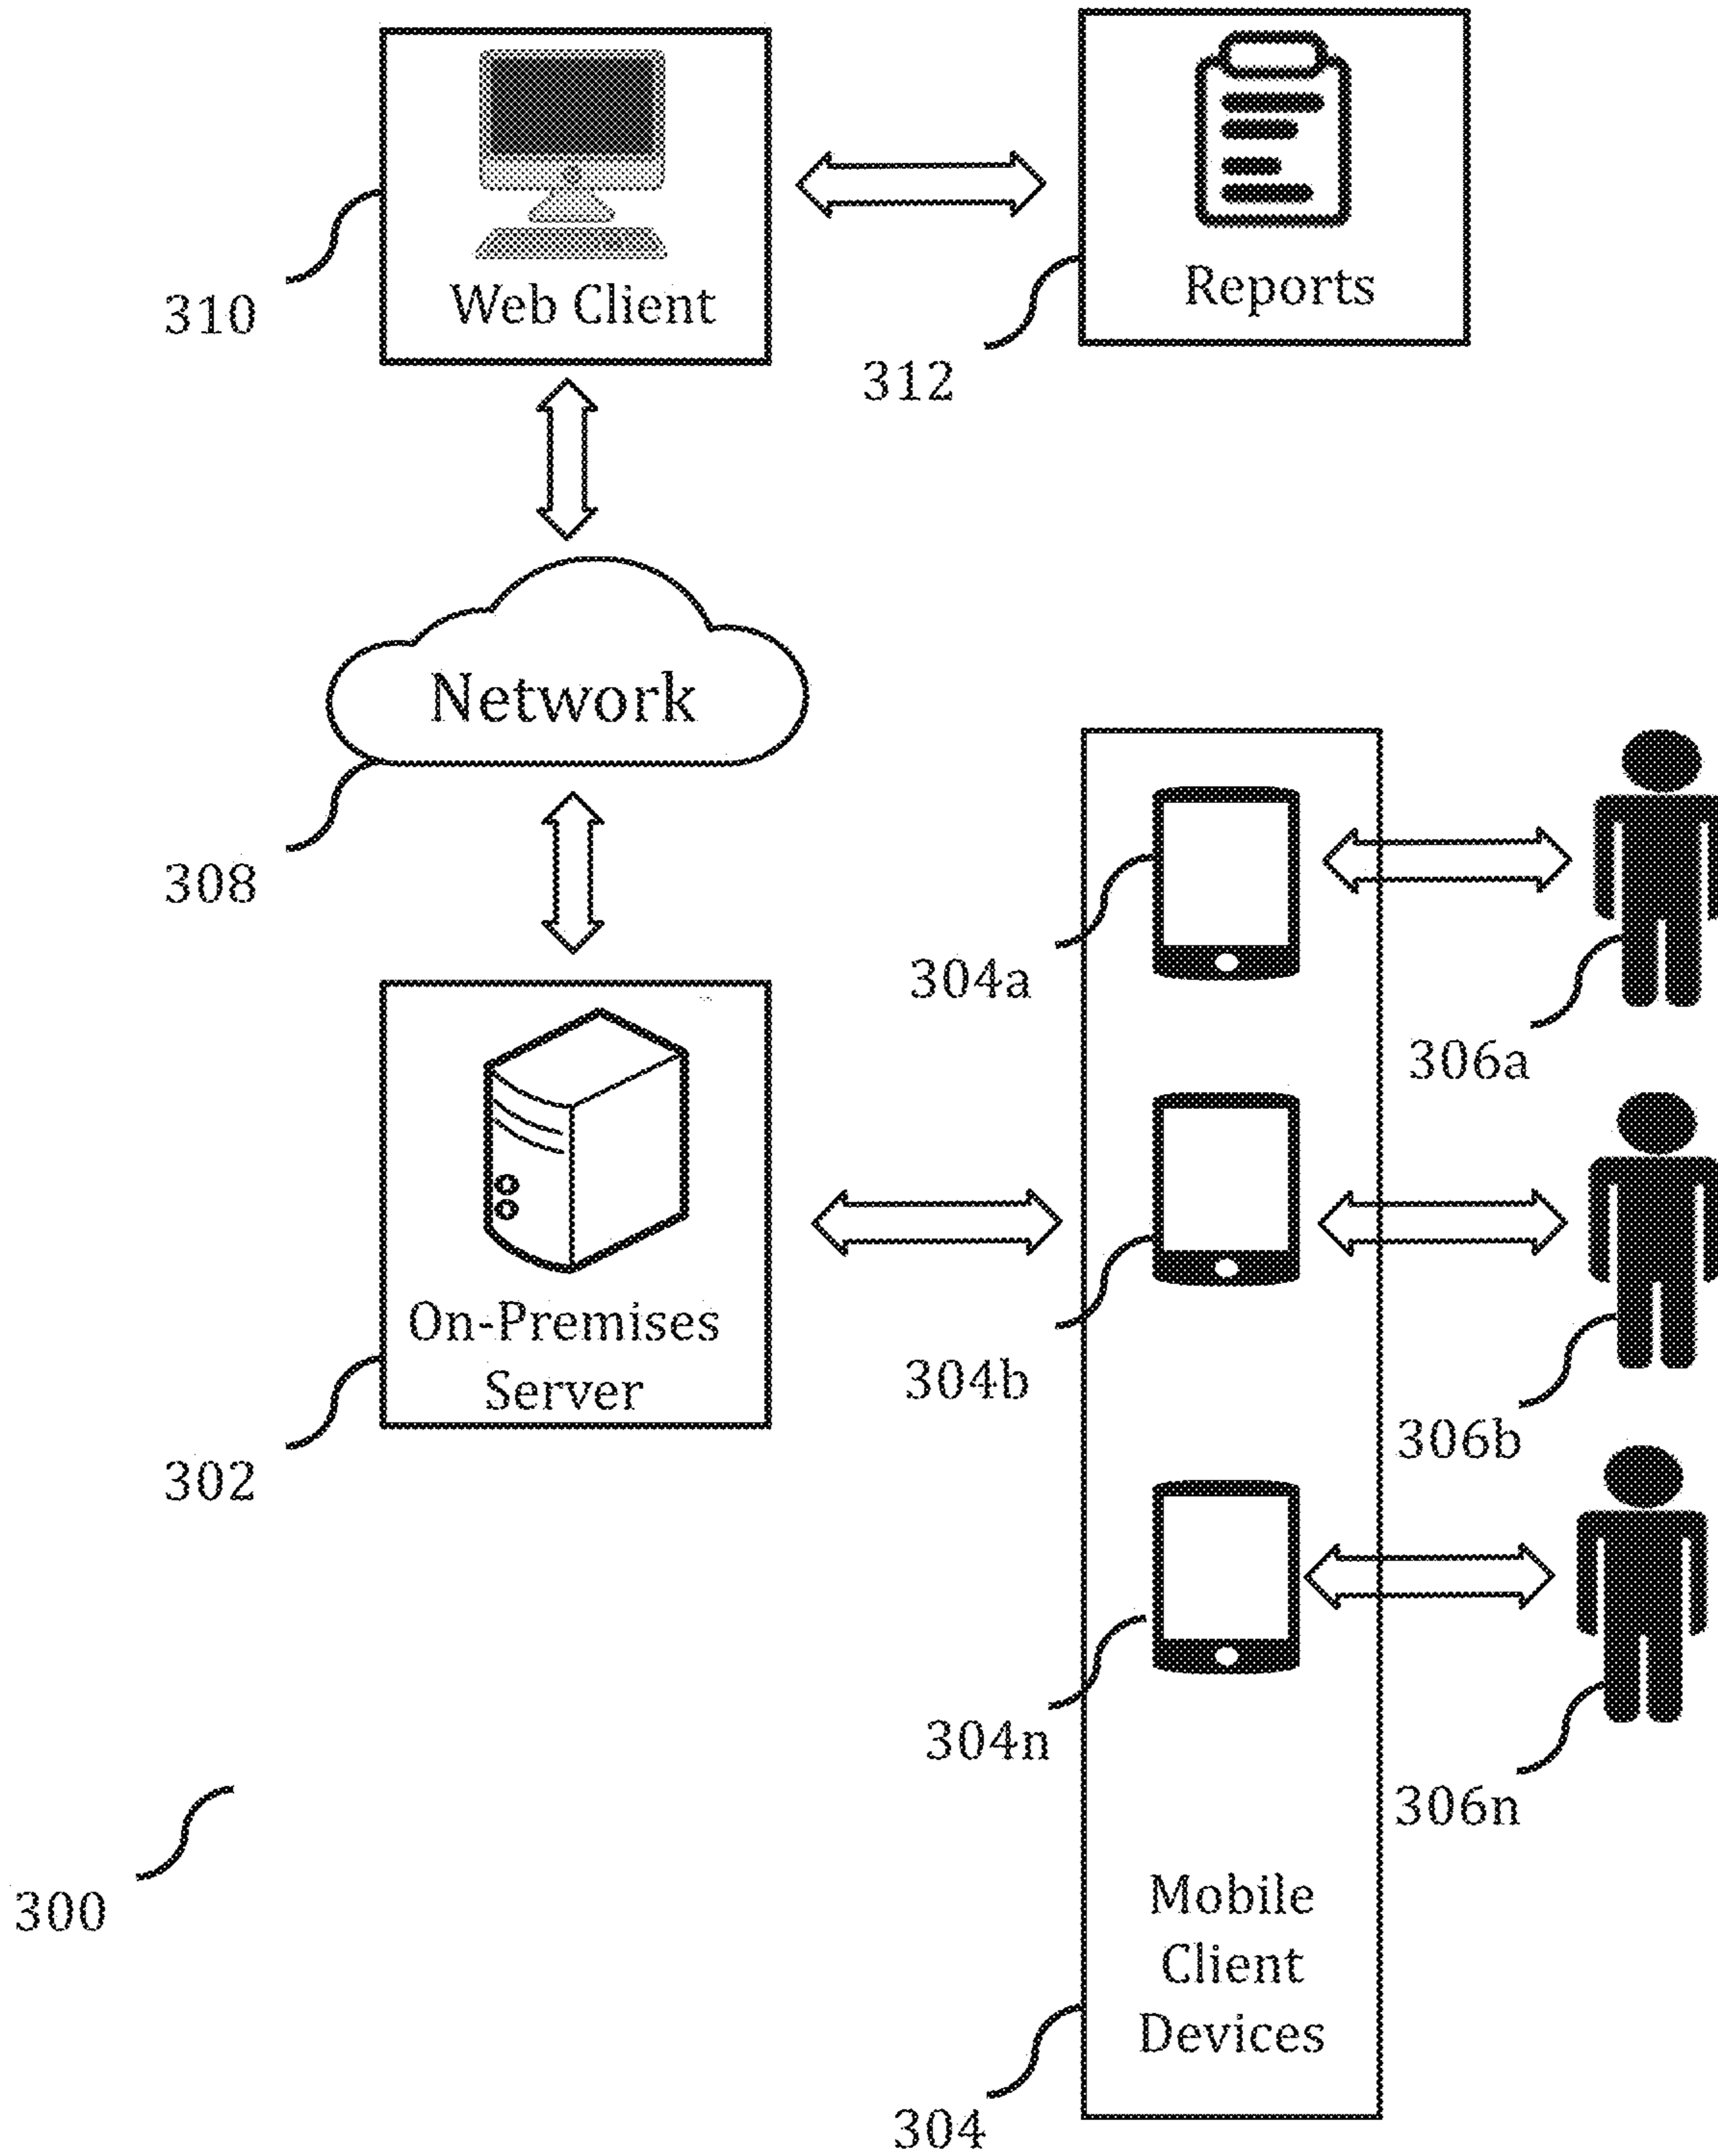 Web Client
Reports
310
312
Network
308
304a
306a
On-Premises
Server
304b
306b
302
304n
306n
300
Mobile
Client
Devices
304